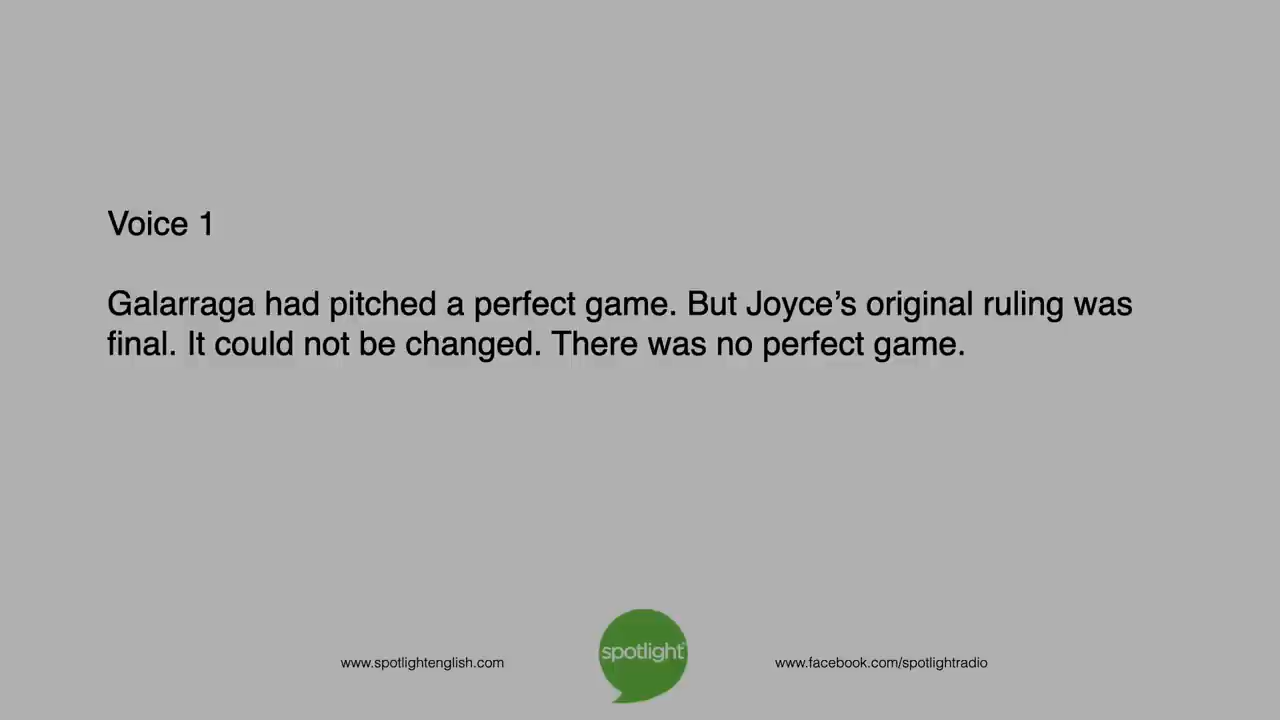 Voice 1
Galarraga had pitched a perfect game. But Joyce’s original ruling was
final. It could not be changed. There was no perfect game.
www.spotlightenglish.com
spotlight
www.facebook.com/spotlightradio